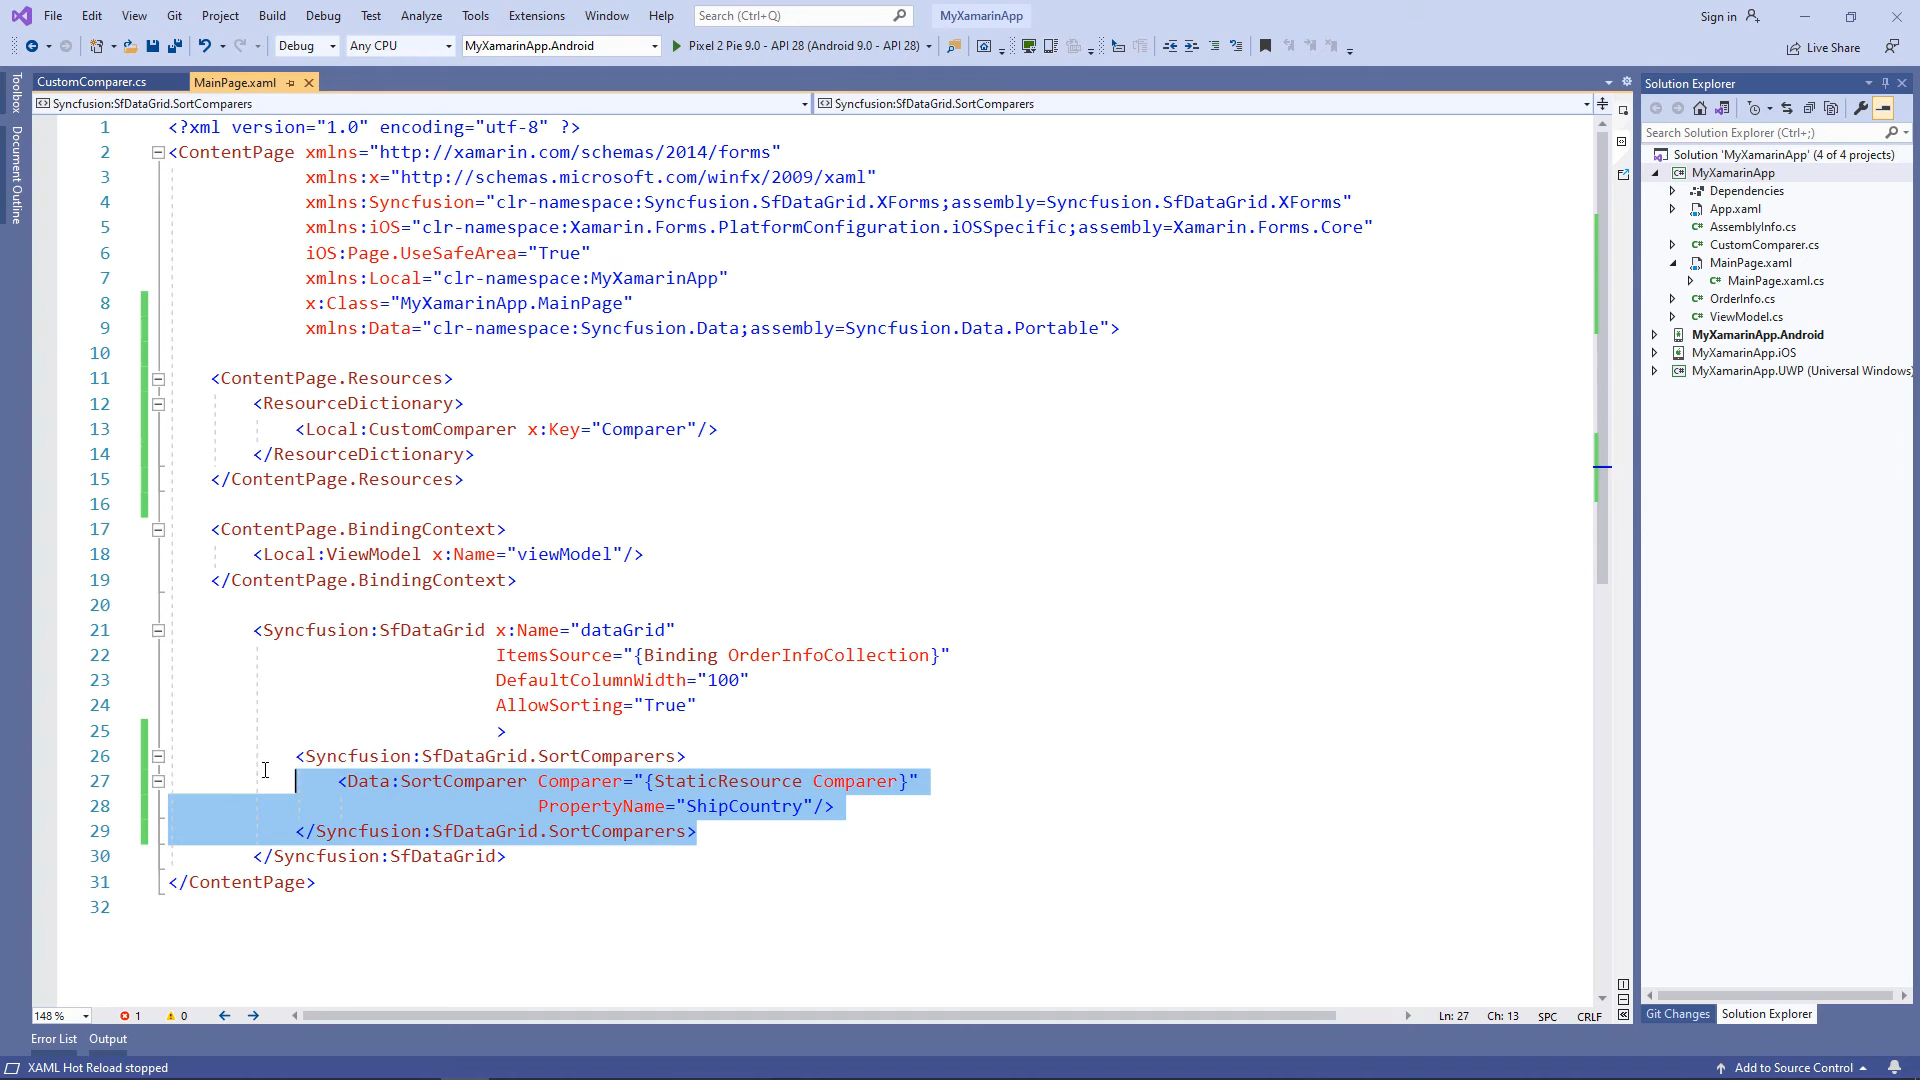 File Edit View Git Project Build Debug Test Analyze Tools Extensions Window Help Search (Ctrl+Q) MyXamarinApp Sign in
Debug Any CPU MyXamarinApp.Android Pixel 2 Pie 9.0 - API 28 (Android 9.0 - API 28) Live Share
Toolbox
Document Outline
CustomComparer.cs MainPage.xaml
Syncfusion:SfDataGrid.SortComparers Syncfusion:SfDataGrid.SortComparers
1 <?xml version="1.0" encoding="utf-8" ?>
2 <ContentPage xmlns="http://xamarin.com/schemas/2014/forms"
3 xmlns:x="http://schemas.microsoft.com/winfx/2009/xaml"
4 xmlns:Syncfusion="clr-namespace:Syncfusion.SfDataGrid.XForms;assembly=Syncfusion.SfDataGrid.XForms"
5 xmlns:iOS="clr-namespace:Xamarin.Forms.PlatformConfiguration.iOSSpecific;assembly=Xamarin.Forms.Core"
6 iOS:Page.UseSafeArea="True"
7 xmlns:Local="clr-namespace:MyXamarinApp"
8 x:Class="MyXamarinApp.MainPage"
9 xmlns:Data="clr-namespace:Syncfusion.Data;assembly=Syncfusion.Data.Portable">
10
11 <ContentPage.Resources>
12 <ResourceDictionary>
13 <Local:CustomComparer x:Key="Comparer"/>
14 </ResourceDictionary>
15 </ContentPage.Resources>
16
17 <ContentPage.BindingContext>
18 <Local:ViewModel x:Name="viewModel"/>
19 </ContentPage.BindingContext>
20
21 <Syncfusion:SfDataGrid x:Name="dataGrid"
22 ItemsSource="{Binding OrderInfoCollection}"
23 DefaultColumnWidth="100"
24 AllowSorting="True"
25 >
26 <Syncfusion:SfDataGrid.SortComparers>
27 <Data:SortComparer Comparer="{StaticResource Comparer}"
28 PropertyName="ShipCountry"/>
29 </Syncfusion:SfDataGrid.SortComparers>
30 </Syncfusion:SfDataGrid>
31 </ContentPage>
32
148 % 1 0 Ln: 27 Ch: 13 SPC CRLF
Error List Output
XAML Hot Reload stopped Add to Source Control
Solution Explorer
Search Solution Explorer (Ctrl+;)
Solution 'MyXamarinApp' (4 of 4 projects)
MyXamarinApp
Dependencies
App.xaml
AssemblyInfo.cs
CustomComparer.cs
MainPage.xaml
MainPage.xaml.cs
OrderInfo.cs
ViewModel.cs
MyXamarinApp.Android
MyXamarinApp.iOS
MyXamarinApp.UWP (Universal Windows)
Git Changes Solution Explorer